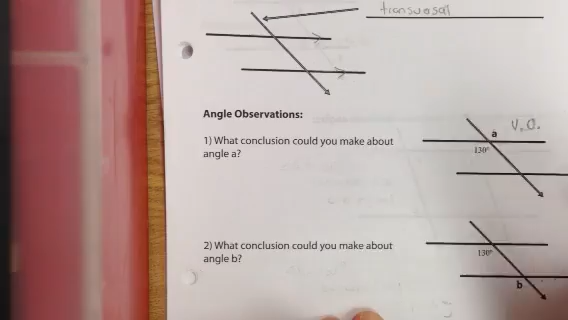 transversal
Angle Observations:
1) What conclusion could you make about
angle a?
a
V.O.
130°
2) What conclusion could you make about
angle b?
130°
b